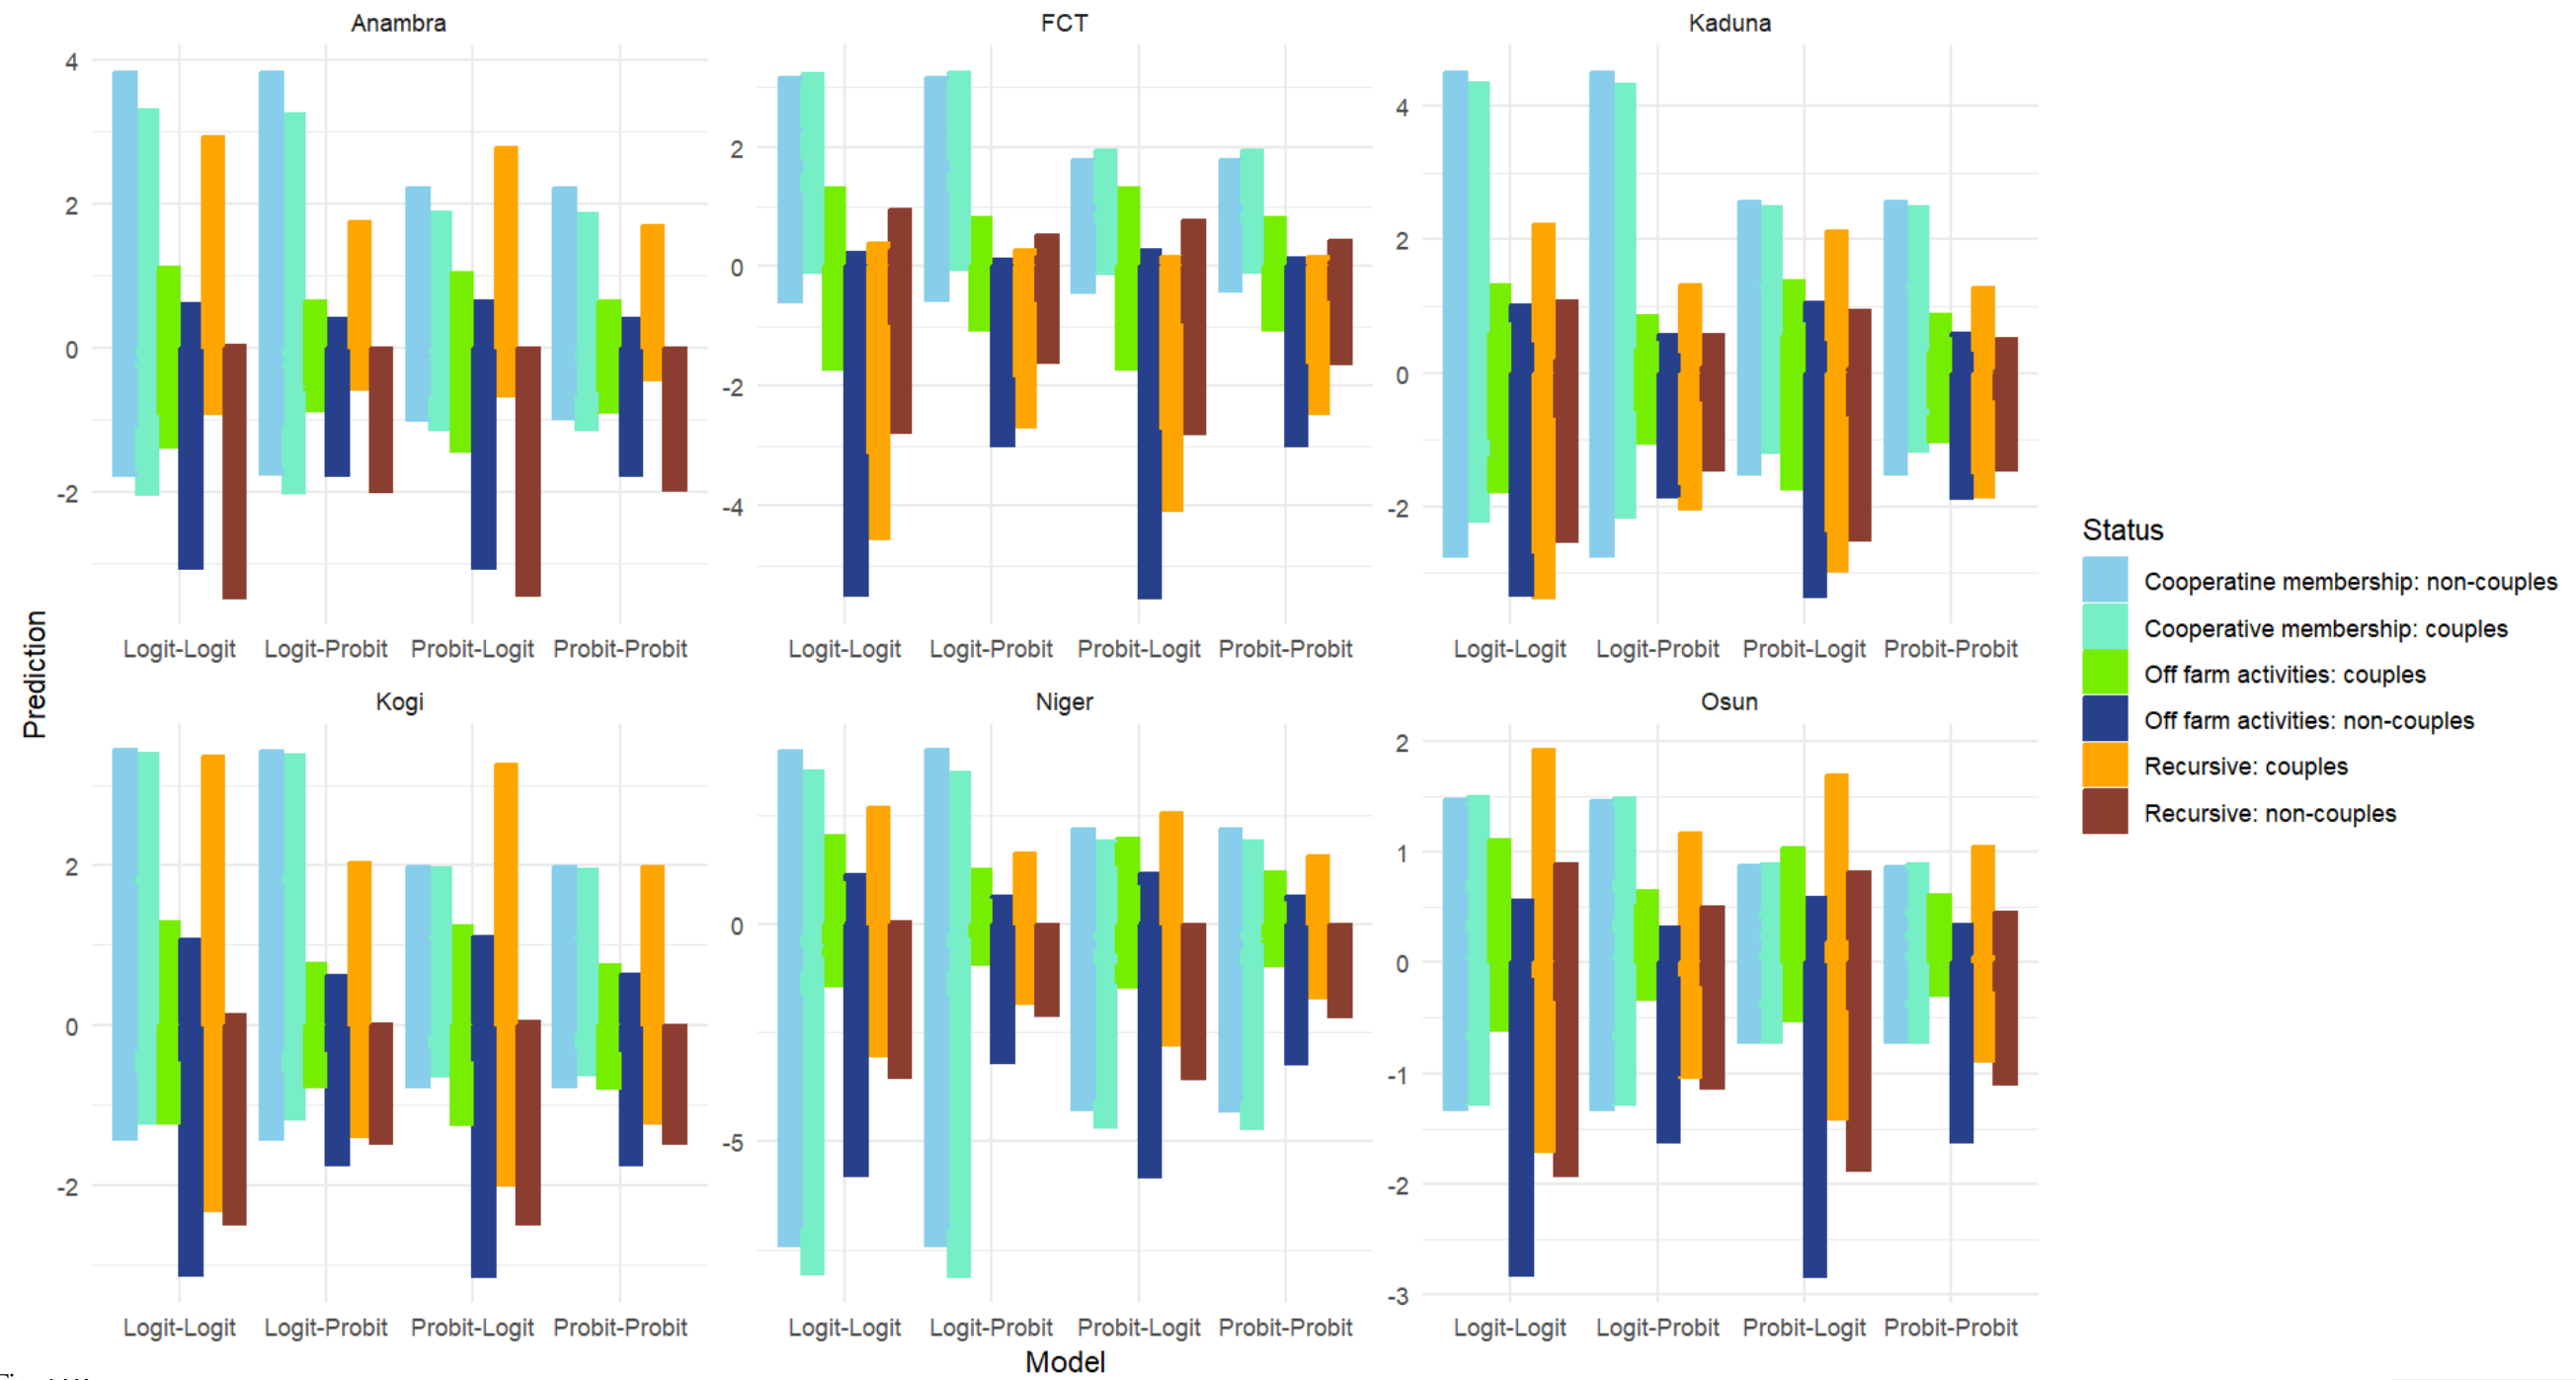 Anambra
FCT
Kaduna
4
2
0
-2
2
0
-2
-4
4
2
0
-2
Logit-Logit Logit-Probit Probit-Logit Probit-Probit
Logit-Logit Logit-Probit Probit-Logit Probit-Probit
Logit-Logit Logit-Probit Probit-Logit Probit-Probit
Prediction
Kogi
Niger
Osun
2
0
-2
0
-5
2
1
0
-1
-2
-3
Logit-Logit Logit-Probit Probit-Logit Probit-Probit
Logit-Logit Logit-Probit Probit-Logit Probit-Probit
Logit-Logit Logit-Probit Probit-Logit Probit-Probit
Model
Status
Cooperatine membership: non-couples
Cooperative membership: couples
Off farm activities: couples
Off farm activities: non-couples
Recursive: couples
Recursive: non-couples